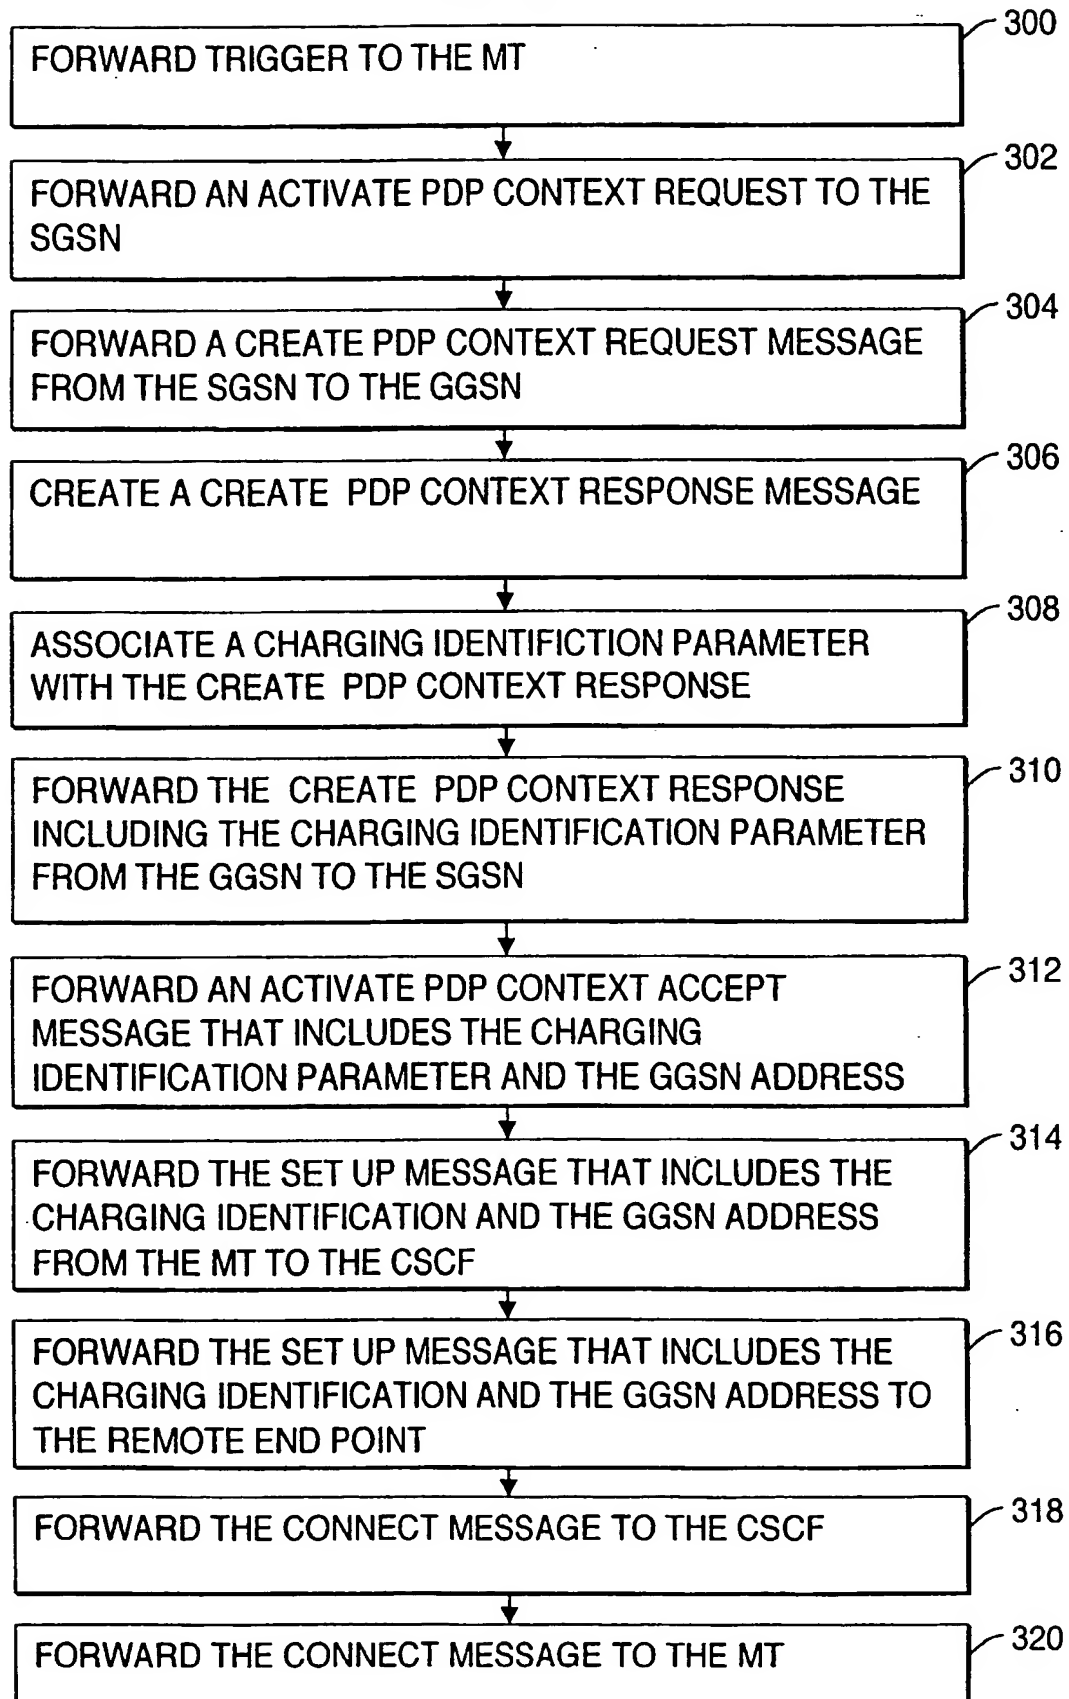 300
FORWARD TRIGGER TO THE MT
302
FORWARD AN ACTIVATE PDP CONTEXT REQUEST TO THE
SGSN
304
FORWARD A CREATE PDP CONTEXT REQUEST MESSAGE
FROM THE SGSN TO THE GGSN
306
CREATE A CREATE PDP CONTEXT RESPONSE MESSAGE
308
ASSOCIATE A CHARGING IDENTIFICTION PARAMETER
WITH THE CREATE PDP CONTEXT RESPONSE
310
FORWARD THE CREATE PDP CONTEXT RESPONSE
INCLUDING THE CHARGING IDENTIFICATION PARAMETER
FROM THE GGSN TO THE SGSN
312
FORWARD AN ACTIVATE PDP CONTEXT ACCEPT
MESSAGE THAT INCLUDES THE CHARGING
IDENTIFICATION PARAMETER AND THE GGSN ADDRESS
314
FORWARD THE SET UP MESSAGE THAT INCLUDES THE
CHARGING IDENTIFICATION AND THE GGSN ADDRESS
FROM THE MT TO THE CSCF
316
FORWARD THE SET UP MESSAGE THAT INCLUDES THE
CHARGING IDENTIFICATION AND THE GGSN ADDRESS TO
THE REMOTE END POINT
318
FORWARD THE CONNECT MESSAGE TO THE CSCF
320
FORWARD THE CONNECT MESSAGE TO THE MT